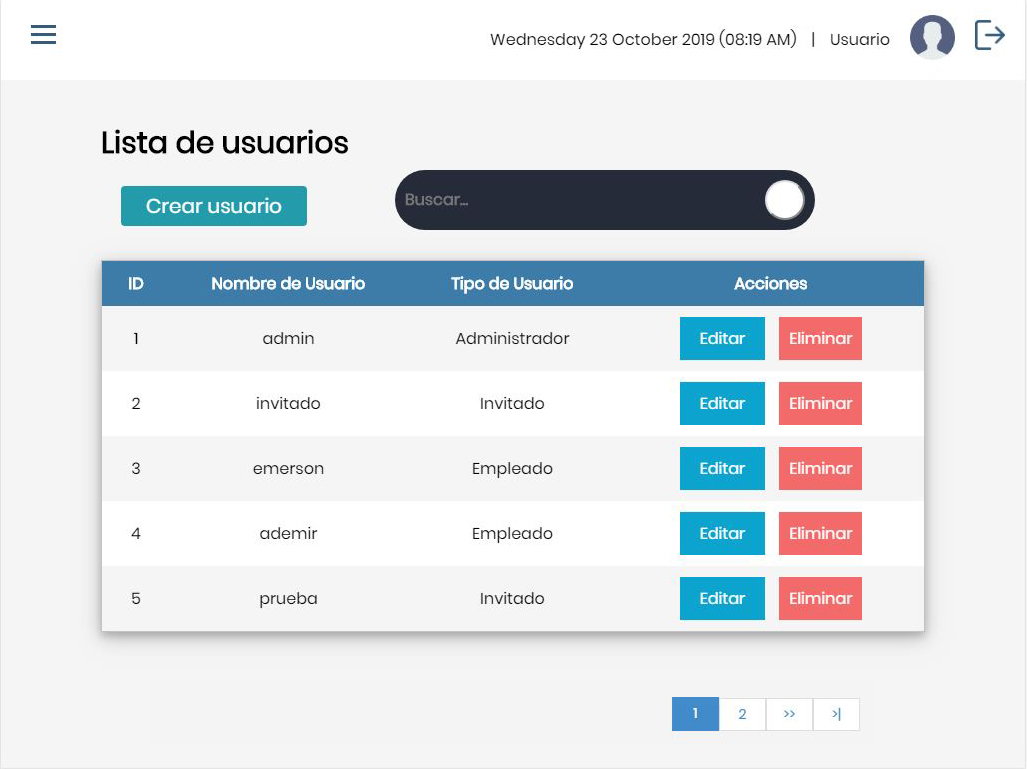 Wednesday 23 October 2019 (08:19 AM) | Usuario
Lista de usuarios
Crear usuario
Buscar...
ID Nombre de Usuario Tipo de Usuario Acciones
1 admin Administrador Editar Eliminar
2 invitado Invitado Editar Eliminar
3 emerson Empleado Editar Eliminar
4 ademir Empleado Editar Eliminar
5 prueba Invitado Editar Eliminar
1 2 >> >|